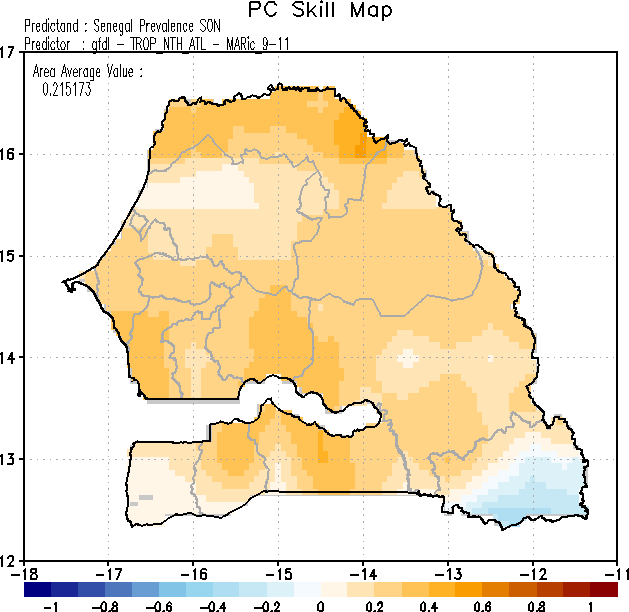 PC Skill Map
Predictand : Senegal Prevalence SON
Predictor : gfdl – TROP_NTH_ATL – MARic_9-11
Area Average Value :
0.215173
17
16
15
14
13
12
-18 -17 -16 -15 -14 -13 -12 -11
-1 -0.8 -0.6 -0.4 -0.2 0 0.2 0.4 0.6 0.8 1